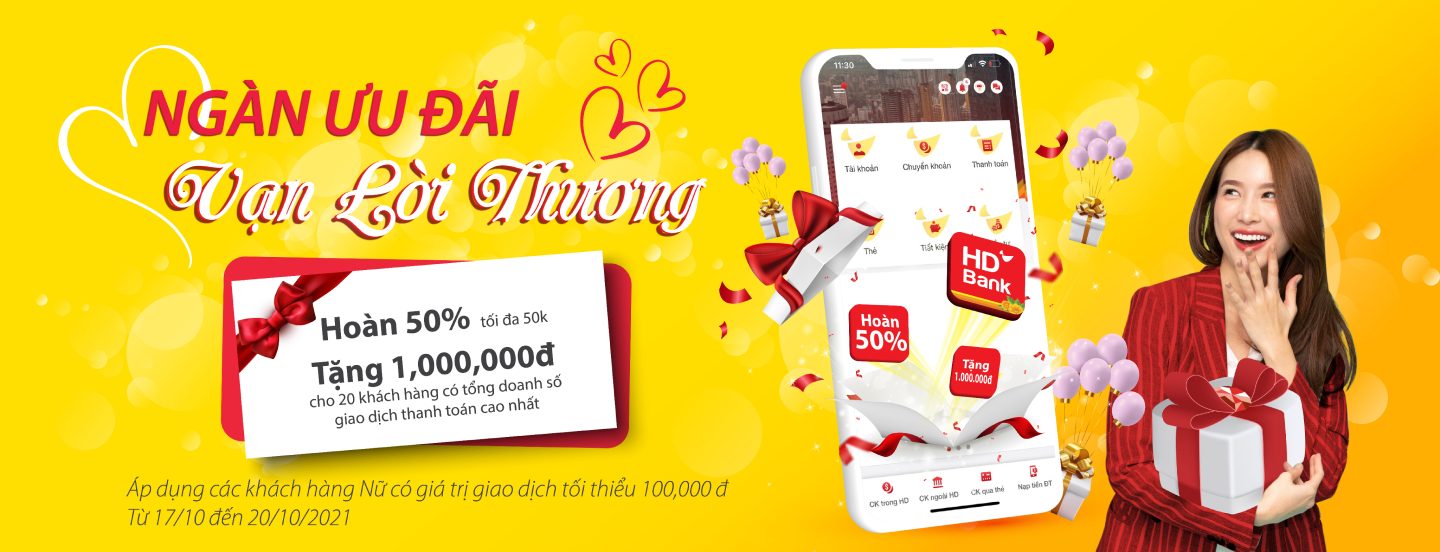 NGÀN ƯU ĐÃI
Vạn Lời Thương
Hoàn 50% tối đa 50k
Tặng 1,000,000đ
cho 20 khách hàng có tổng doanh số
giao dịch thanh toán cao nhất
Áp dụng các khách hàng Nữ có giá trị giao dịch tối thiểu 100,000 đ
Từ 17/10 đến 20/10/2021
11:30
Tài khoản Chuyển khoản Thanh toán
Thẻ Tiết kiệm
HD
Bank
Hoàn
50%
Tặng
1.000.000đ
CK trong HD CK ngoài HD CK qua thẻ Nạp tiền ĐT